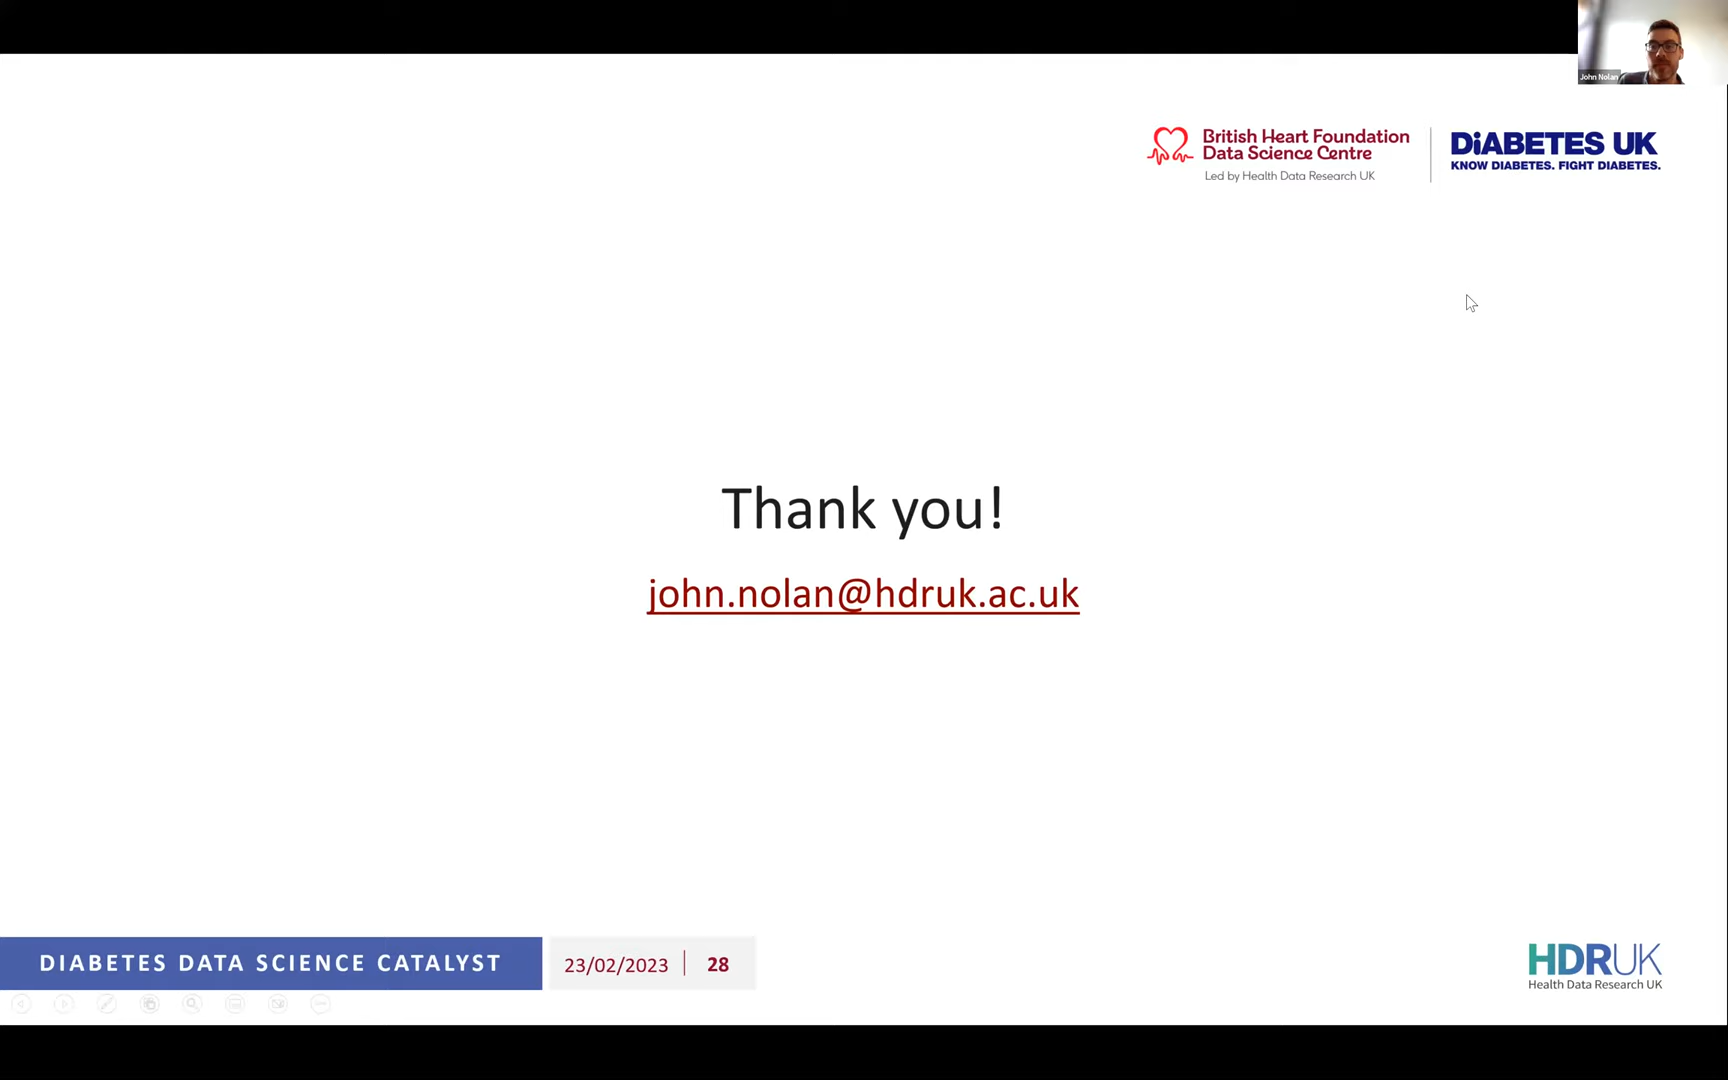 John Nolan
British Heart Foundation
Data Science Centre
Led by Health Data Research UK
DiABETES UK
KNOW DIABETES. FIGHT DIABETES.
Thank you!
john.nolan@hdruk.ac.uk
DIABETES DATA SCIENCE CATALYST
23/02/2023 | 28
HDRUK
Health Data Research UK